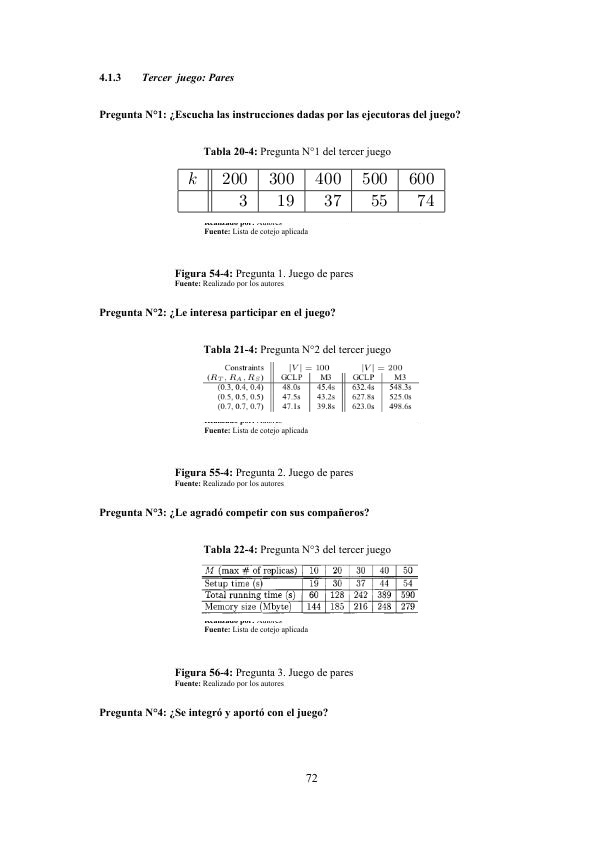 4.1.3 Tercer juego: Pares
Pregunta N°1: ¿Escucha las instrucciones dadas por las ejecutoras del juego?
Tabla 20-4: Pregunta N°1 del tercer juego
k 200 300 400 500 600
3 19 37 55 74
Realizado por: Autores
Fuente: Lista de cotejo aplicada
Figura 54-4: Pregunta 1. Juego de pares
Fuente: Realizado por los autores
Pregunta N°2: ¿Le interesa participar en el juego?
Tabla 21-4: Pregunta N°2 del tercer juego
Constraints |V| = 100 |V| = 200
(R_T, R_A, R_S) GCLP M3 GCLP M3
(0.3, 0.4, 0.4) 48.0s 45.4s 632.4s 548.3s
(0.5, 0.5, 0.5) 47.5s 43.2s 627.8s 525.0s
(0.7, 0.7, 0.7) 47.1s 39.8s 623.0s 498.6s
Realizado por: Autores
Fuente: Lista de cotejo aplicada
Figura 55-4: Pregunta 2. Juego de pares
Fuente: Realizado por los autores
Pregunta N°3: ¿Le agradó competir con sus compañeros?
Tabla 22-4: Pregunta N°3 del tercer juego
M (max # of replicas) 10 20 30 40 50
Setup time (s) 19 30 37 44 54
Total running time (s) 60 128 242 389 590
Memory size (Mbyte) 144 185 216 248 279
Realizado por: Autores
Fuente: Lista de cotejo aplicada
Figura 56-4: Pregunta 3. Juego de pares
Fuente: Realizado por los autores
Pregunta N°4: ¿Se integró y aportó con el juego?
72